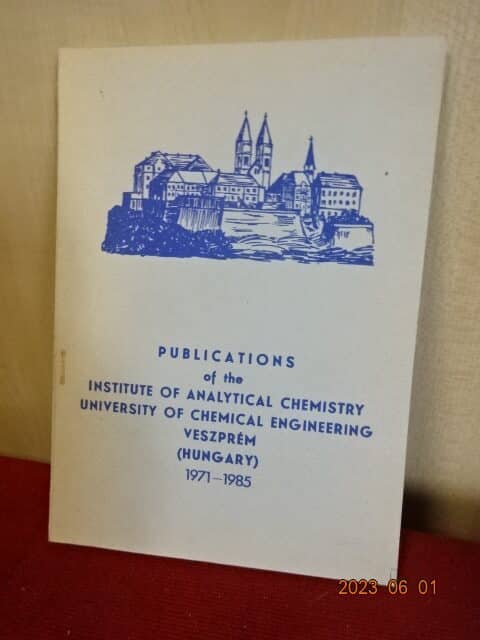 PUBLICATIONS
of the
INSTITUTE OF ANALYTICAL CHEMISTRY
UNIVERSITY OF CHEMICAL ENGINEERING
VESZPRÉM
(HUNGARY)
1971—1985
2023 06 01